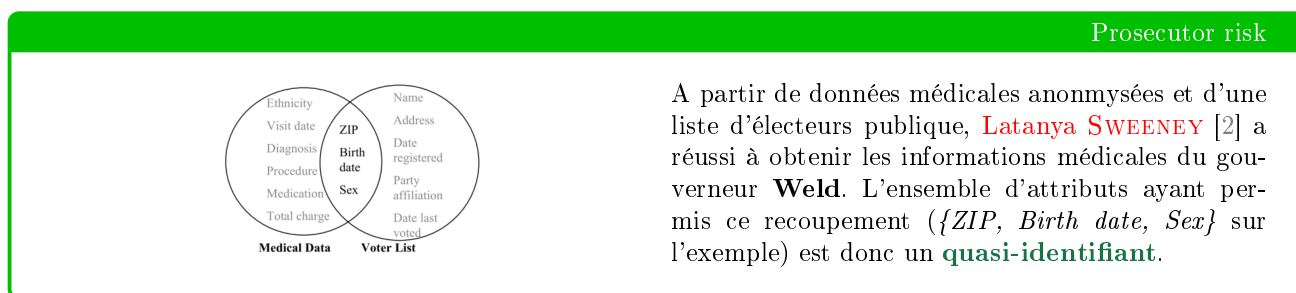 Prosecutor risk
Ethnicity
Visit date
Diagnosis
Procedure
Medication
Total charge
ZIP
Birth
date
Sex
Name
Address
Date
registered
Party
affiliation
Date last
voted
Medical Data
Voter List
A partir de données médicales anonmysées et d'une
liste d'électeurs publique, Latanya SWEENEY [2] a
réussi à obtenir les informations médicales du gou-
verneur Weld. L'ensemble d'attributs ayant per-
mis ce recoupement ({ZIP, Birth date, Sex} sur
l'exemple) est donc un quasi-identifiant.